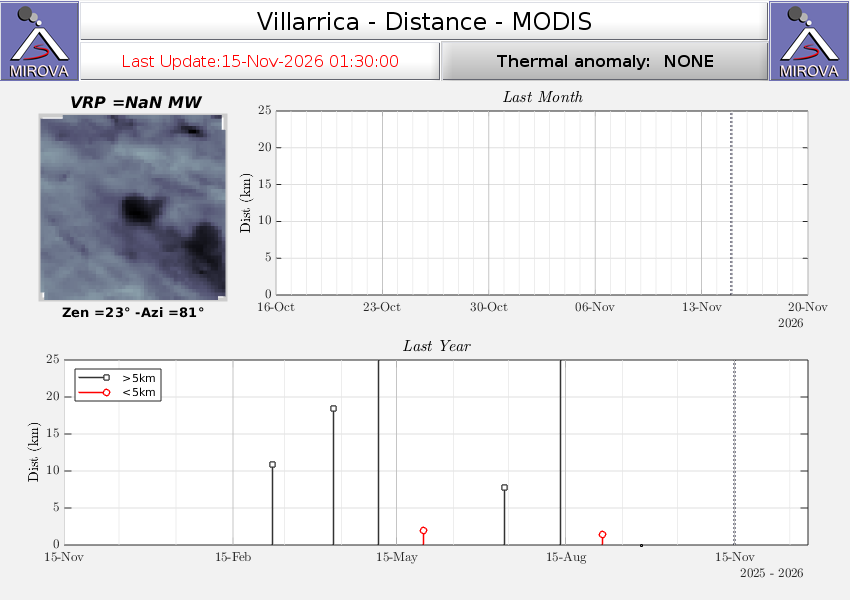 Villarrica - Distance - MODIS
MIROVA
Last Update:15-Nov-2026 01:30:00
Thermal anomaly: NONE
MIROVA
VRP =NaN MW
Zen =23° -Azi =81°
Last Month
Dist (km)
25
20
15
10
5
0
16-Oct
23-Oct
30-Oct
06-Nov
13-Nov
20-Nov
2026
Last Year
Dist (km)
25
20
15
10
5
0
>5km
<5km
15-Nov
15-Feb
15-May
15-Aug
15-Nov
2025 - 2026